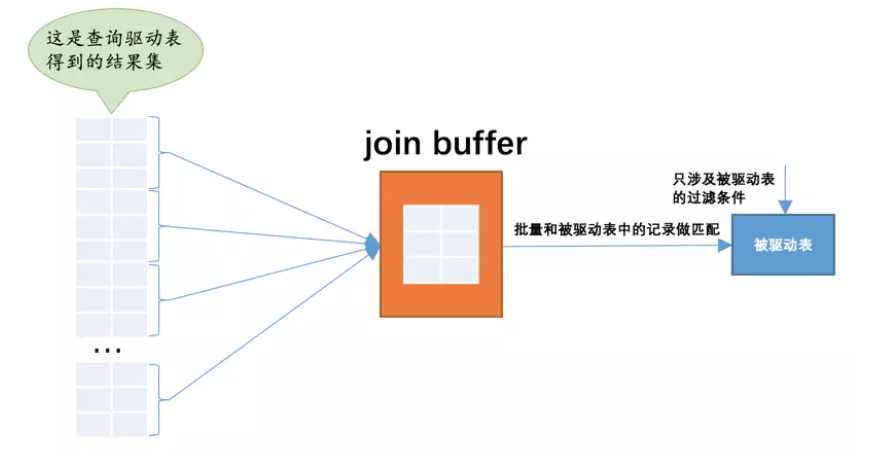 这是查询驱动表
得到的结果集
join buffer
只涉及被驱动表
的过滤条件
批量和被驱动表中的记录做匹配
被驱动表
...